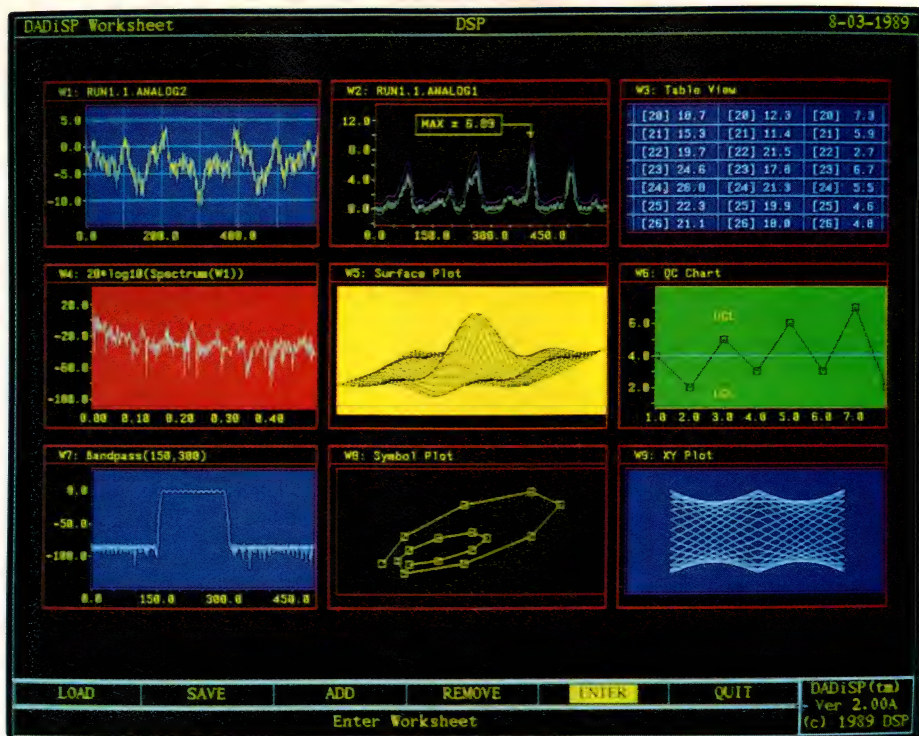 DADiSP Worksheet DSP 8-03-1989
W1: RUN1.1.ANALOG2
5.0
0.0
-5.0
-10.0
0.0 200.0 400.0
W2: RUN1.1.ANALOG1
MAX = 6.89
12.0
8.0
4.0
0.0
0.0 150.0 300.0 450.0
W3: Table View
[20] 18.7 [20] 12.3 [20] 7.3
[21] 15.3 [21] 11.4 [21] 5.9
[22] 19.7 [22] 21.5 [22] 2.7
[23] 24.6 [23] 17.8 [23] 6.7
[24] 26.0 [24] 21.3 [24] 5.5
[25] 22.3 [25] 19.9 [25] 4.6
[26] 21.1 [26] 18.0 [26] 4.8
W4: 20*log10(Spectrum(W1))
20.0
-20.0
-60.0
-100.0
0.00 0.10 0.20 0.30 0.40
W5: Surface Plot
W6: QC Chart
UCL
6.0
4.0
2.0
1.0 2.0 3.0 4.0 5.0 6.0 7.0
W7: Bandpass(150,300)
0.0
-50.0
-100.0
0.0 150.0 300.0 450.0
W8: Symbol Plot
W9: XY Plot
LOAD SAVE ADD REMOVE ENTER QUIT
Enter Worksheet
DADiSP(tm)
Ver 2.00A
(c) 1989 DSP